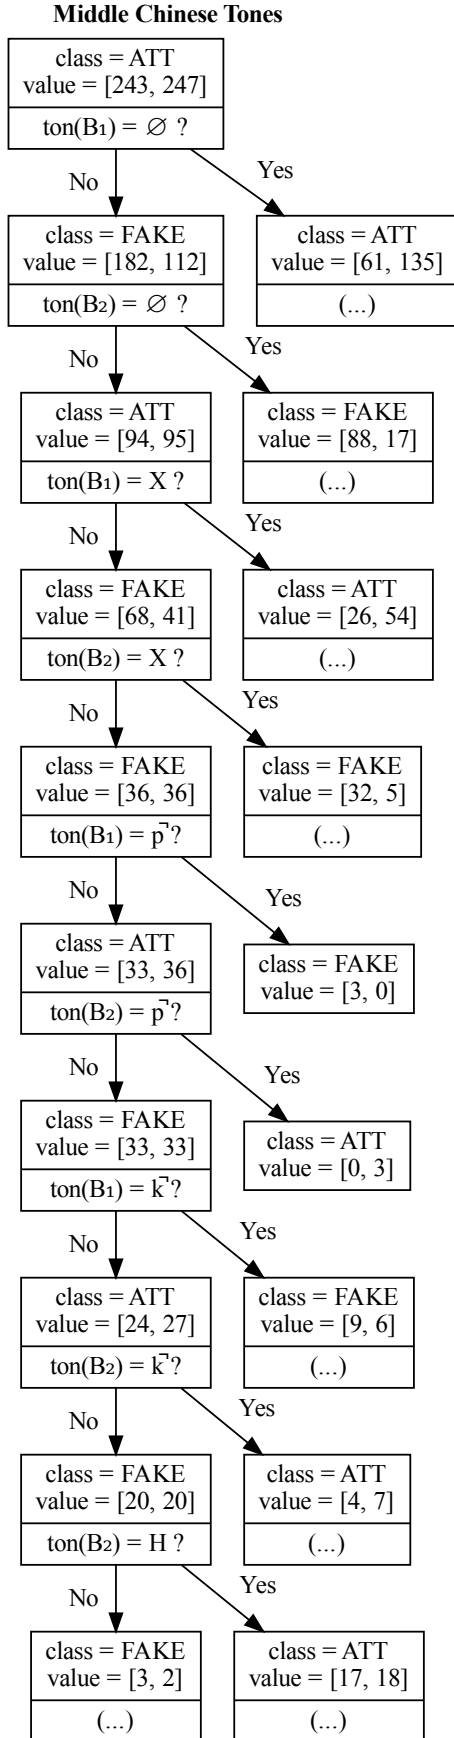 Middle Chinese Tones
class = ATT
value = [243, 247]
ton(B₁) = ∅ ?
No
Yes
class = FAKE
value = [182, 112]
ton(B₂) = ∅ ?
class = ATT
value = [61, 135]
(...)
No
Yes
class = ATT
value = [94, 95]
ton(B₁) = X ?
class = FAKE
value = [88, 17]
(...)
No
Yes
class = FAKE
value = [68, 41]
ton(B₂) = X ?
class = ATT
value = [26, 54]
(...)
No
Yes
class = FAKE
value = [36, 36]
ton(B₁) = p̚ ?
class = FAKE
value = [32, 5]
(...)
No
Yes
class = ATT
value = [33, 36]
ton(B₂) = p̚ ?
class = FAKE
value = [3, 0]
No
Yes
class = FAKE
value = [33, 33]
ton(B₁) = k̚ ?
class = ATT
value = [0, 3]
No
Yes
class = ATT
value = [24, 27]
ton(B₂) = k̚ ?
class = FAKE
value = [9, 6]
(...)
No
Yes
class = FAKE
value = [20, 20]
ton(B₂) = H ?
class = ATT
value = [4, 7]
(...)
No
Yes
class = FAKE
value = [3, 2]
(...)
class = ATT
value = [17, 18]
(...)